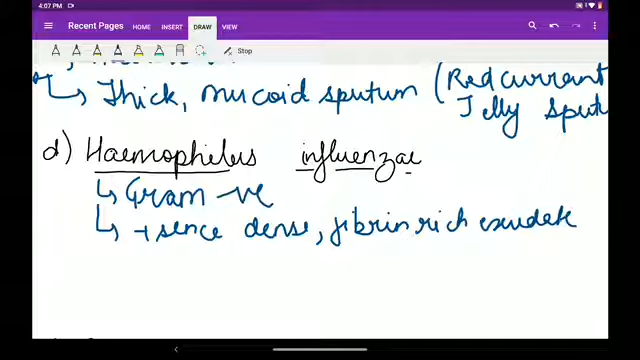 4:07 PM
Recent Pages HOME INSERT DRAW VIEW
Stop
Thick, mucoid sputum (Red currant
Jelly sputu
d) Haemophilus influenzae
Gram -ve
+sence dense, fibrin rich exudate